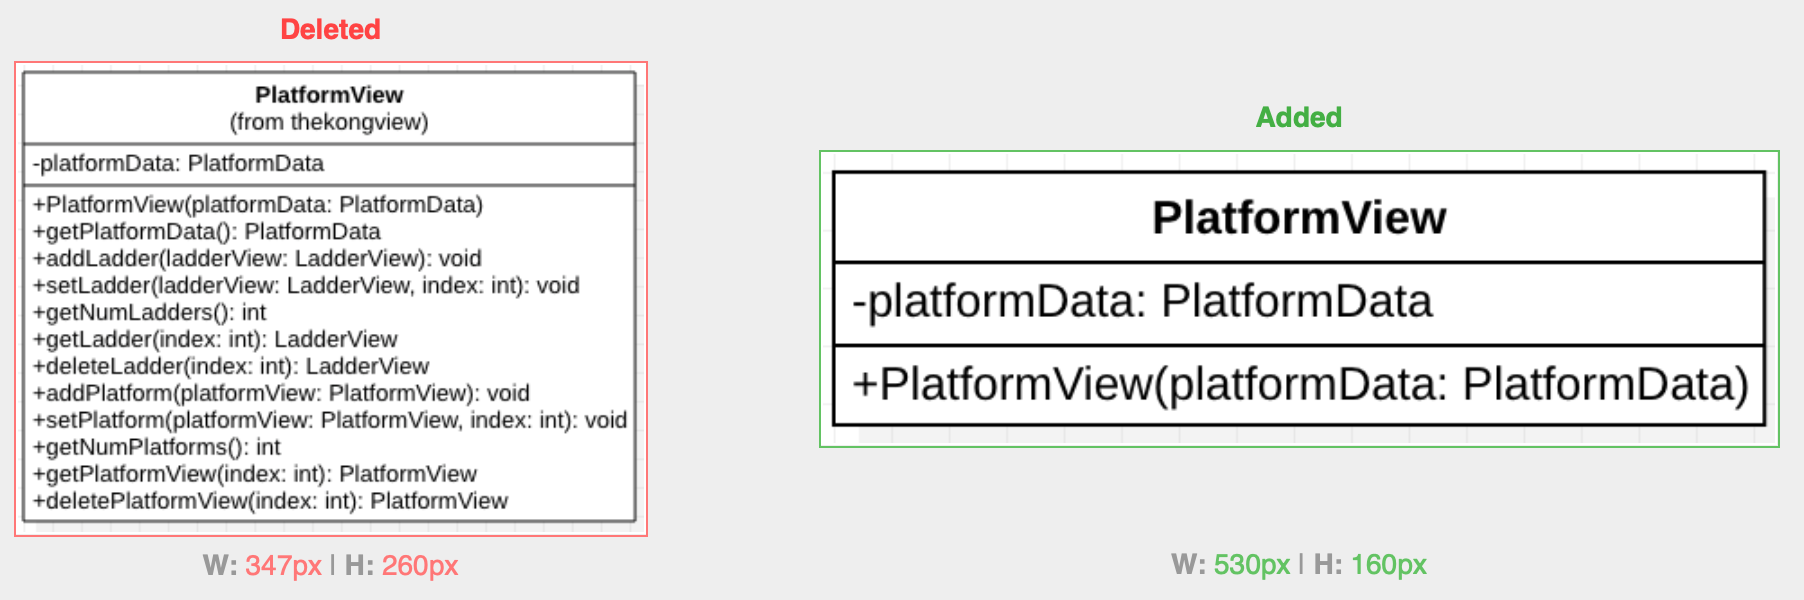 Deleted
PlatformView
(from thekongview)
-platformData: PlatformData
+PlatformView(platformData: PlatformData)
+getPlatformData(): PlatformData
+addLadder(ladderView: LadderView): void
+setLadder(ladderView: LadderView, index: int): void
+getNumLadders(): int
+getLadder(index: int): LadderView
+deleteLadder(index: int): LadderView
+addPlatform(platformView: PlatformView): void
+setPlatform(platformView: PlatformView, index: int): void
+getNumPlatforms(): int
+getPlatformView(index: int): PlatformView
+deletePlatformView(index: int): PlatformView
W: 347px | H: 260px
Added
PlatformView
-platformData: PlatformData
+PlatformView(platformData: PlatformData)
W: 530px | H: 160px